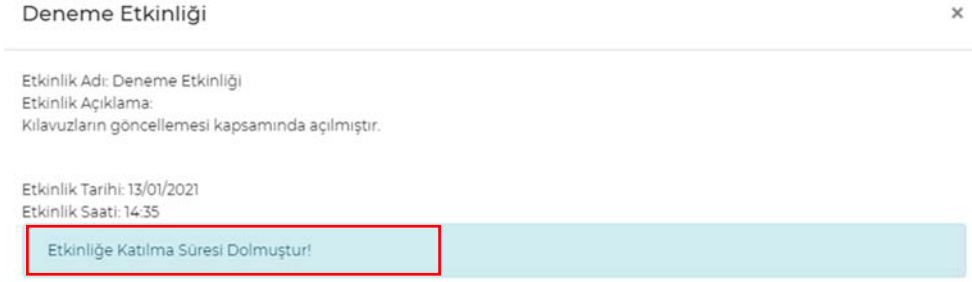 Deneme Etkinliği
×
Etkinlik Adı: Deneme Etkinliği
Etkinlik Açıklama:
Kılavuzların göncellemesi kapsamında açılmıştır.
Etkinlik Tarihi: 13/01/2021
Etkinlik Saati: 14:35
Etkinliğe Katılma Süresi Dolmuştur!